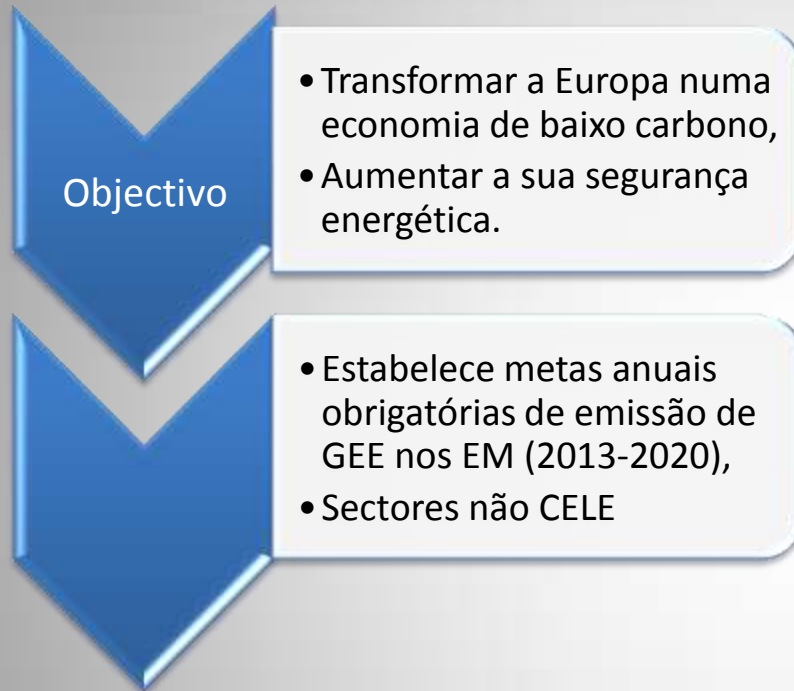 Objectivo
• Transformar a Europa numa
economia de baixo carbono,
• Aumentar a sua segurança
energética.
• Estabelece metas anuais
obrigatórias de emissão de
GEE nos EM (2013-2020),
• Sectores não CELE